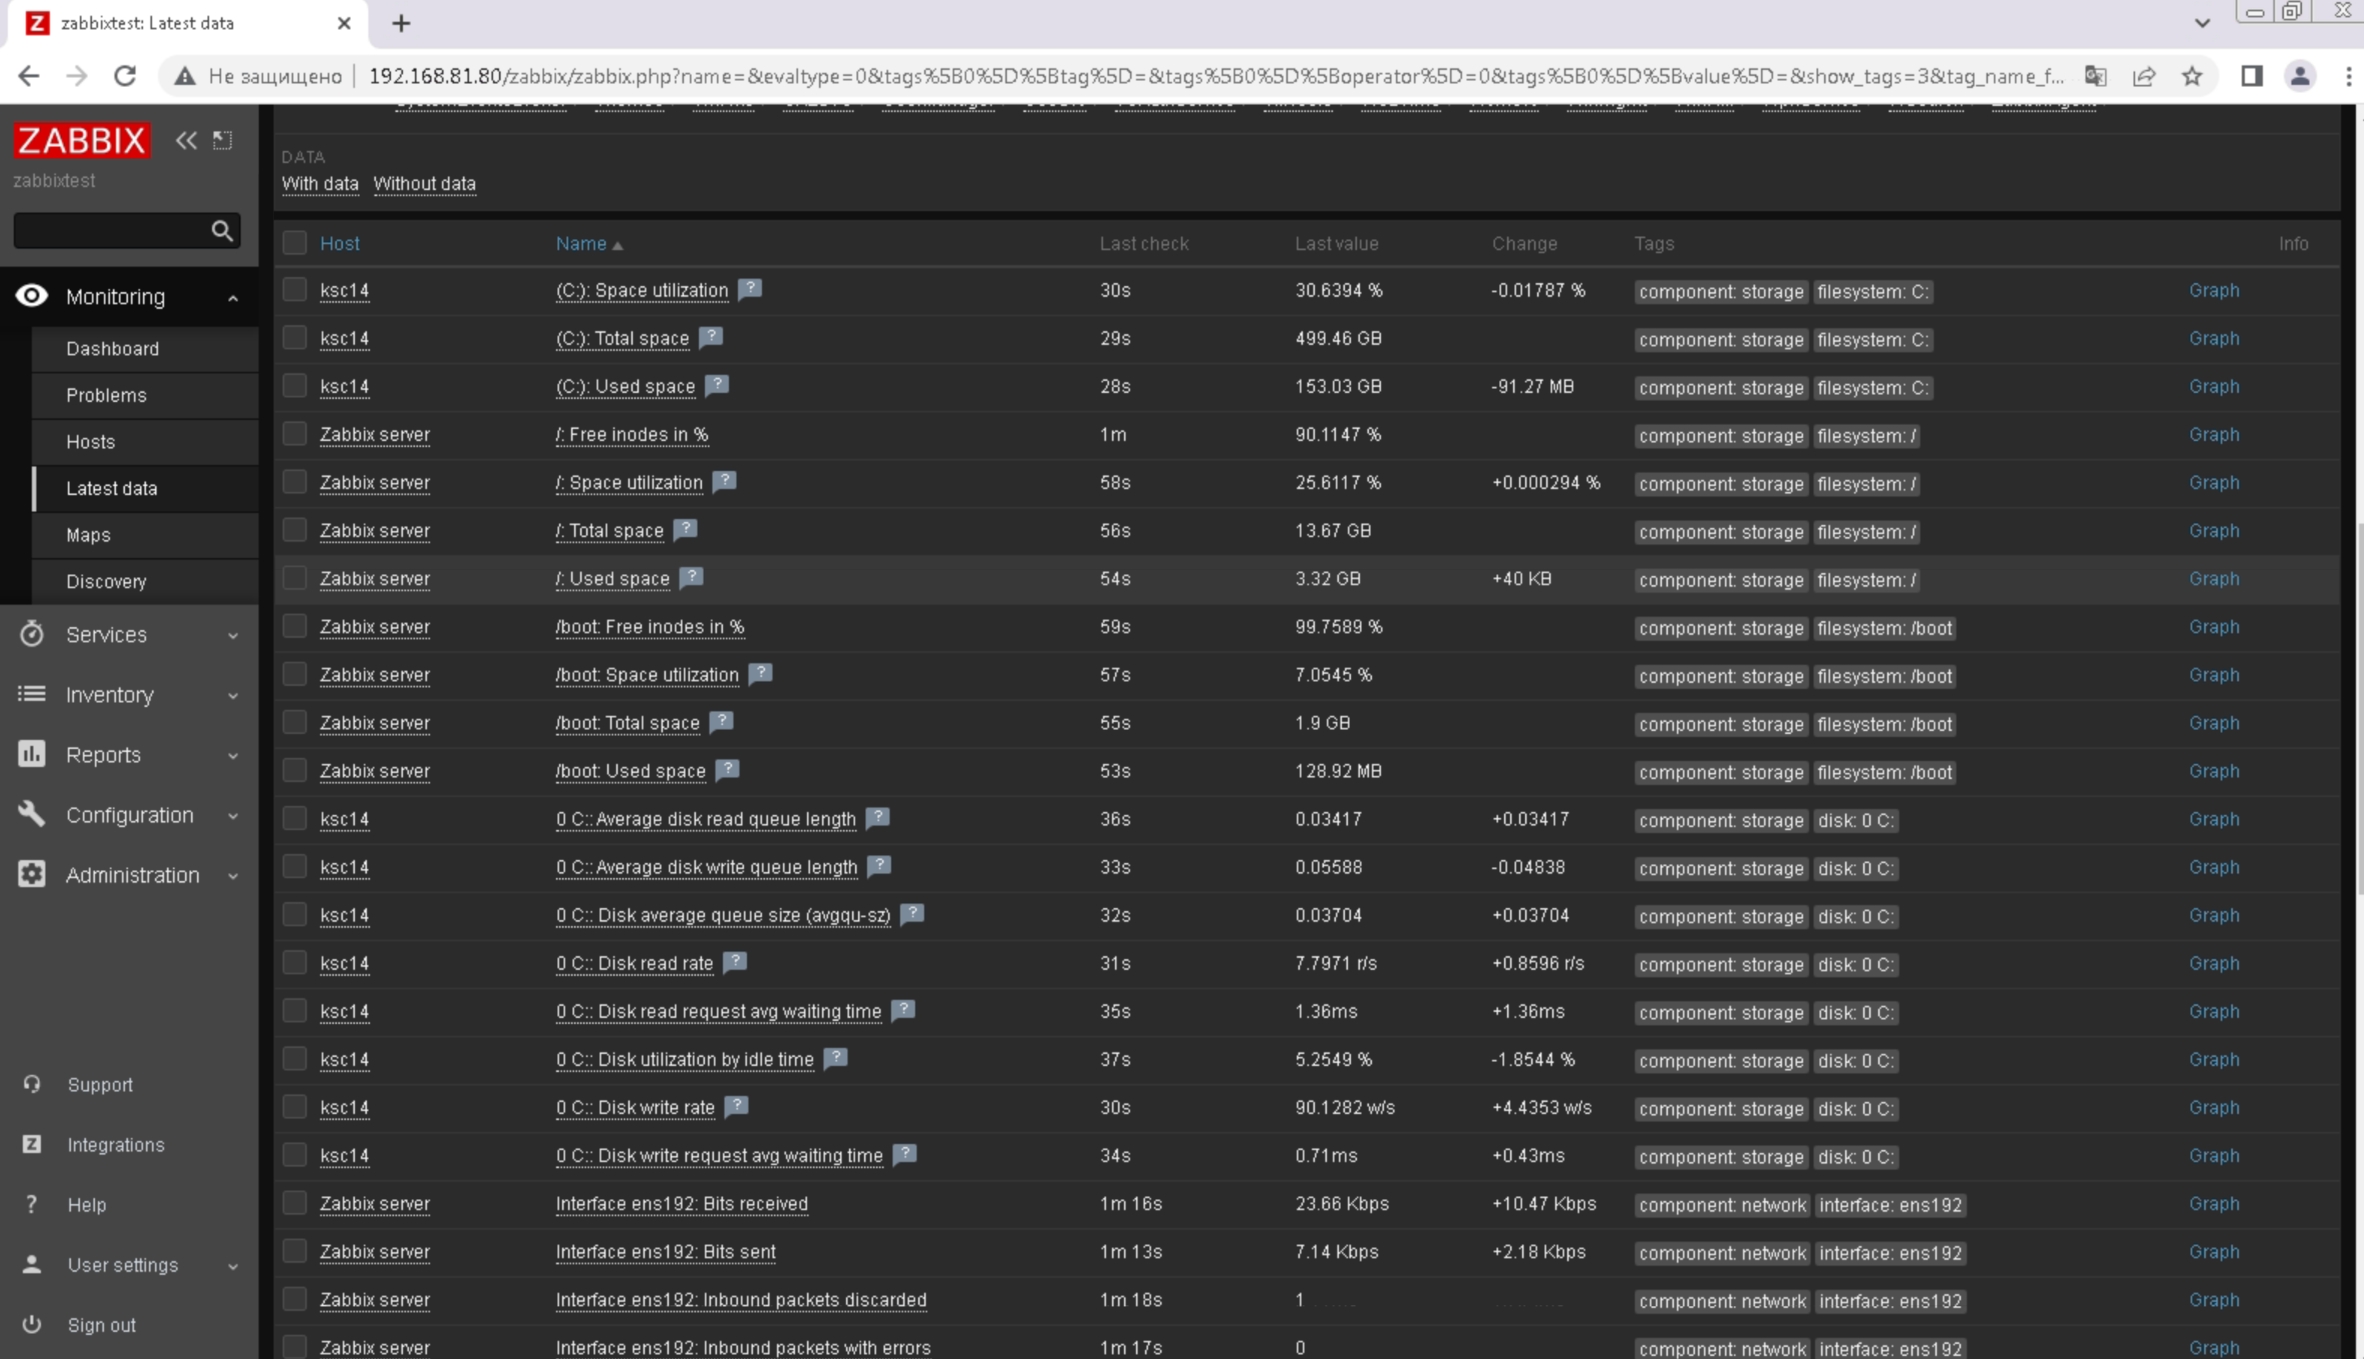 zabbixtest: Latest data
Не защищено 192.168.81.80/zabbix/zabbix.php?name=&evaltype=0&tags%5B0%5D%5Btag%5D=&tags%5B0%5D%5Boperator%5D=0&tags%5B0%5D%5Bvalue%5D=&show_tags=3&tag_name_f...
ZABBIX
zabbixtest
Monitoring
Dashboard
Problems
Hosts
Latest data
Maps
Discovery
Services
Inventory
Reports
Configuration
Administration
Support
Integrations
Help
User settings
Sign out
DATA
With data Without data
Host Name Last check Last value Change Tags Info
ksc14 (C:): Space utilization ? 30s 30.6394 % -0.01787 % component: storage filesystem: C: Graph
ksc14 (C:): Total space ? 29s 499.46 GB component: storage filesystem: C: Graph
ksc14 (C:): Used space ? 28s 153.03 GB -91.27 MB component: storage filesystem: C: Graph
Zabbix server /: Free inodes in % 1m 90.1147 % component: storage filesystem: / Graph
Zabbix server /: Space utilization ? 58s 25.6117 % +0.000294 % component: storage filesystem: / Graph
Zabbix server /: Total space ? 56s 13.67 GB component: storage filesystem: / Graph
Zabbix server /: Used space ? 54s 3.32 GB +40 KB component: storage filesystem: / Graph
Zabbix server /boot: Free inodes in % 59s 99.7589 % component: storage filesystem: /boot Graph
Zabbix server /boot: Space utilization ? 57s 7.0545 % component: storage filesystem: /boot Graph
Zabbix server /boot: Total space ? 55s 1.9 GB component: storage filesystem: /boot Graph
Zabbix server /boot: Used space ? 53s 128.92 MB component: storage filesystem: /boot Graph
ksc14 0 C:: Average disk read queue length ? 36s 0.03417 +0.03417 component: storage disk: 0 C: Graph
ksc14 0 C:: Average disk write queue length ? 33s 0.05588 -0.04838 component: storage disk: 0 C: Graph
ksc14 0 C:: Disk average queue size (avgqu-sz) ? 32s 0.03704 +0.03704 component: storage disk: 0 C: Graph
ksc14 0 C:: Disk read rate ? 31s 7.7971 r/s +0.8596 r/s component: storage disk: 0 C: Graph
ksc14 0 C:: Disk read request avg waiting time ? 35s 1.36ms +1.36ms component: storage disk: 0 C: Graph
ksc14 0 C:: Disk utilization by idle time ? 37s 5.2549 % -1.8544 % component: storage disk: 0 C: Graph
ksc14 0 C:: Disk write rate ? 30s 90.1282 w/s +4.4353 w/s component: storage disk: 0 C: Graph
ksc14 0 C:: Disk write request avg waiting time ? 34s 0.71ms +0.43ms component: storage disk: 0 C: Graph
Zabbix server Interface ens192: Bits received 1m 16s 23.66 Kbps +10.47 Kbps component: network interface: ens192 Graph
Zabbix server Interface ens192: Bits sent 1m 13s 7.14 Kbps +2.18 Kbps component: network interface: ens192 Graph
Zabbix server Interface ens192: Inbound packets discarded 1m 18s 1 component: network interface: ens192 Graph
Zabbix server Interface ens192: Inbound packets with errors 1m 17s 0 component: network interface: ens192 Graph